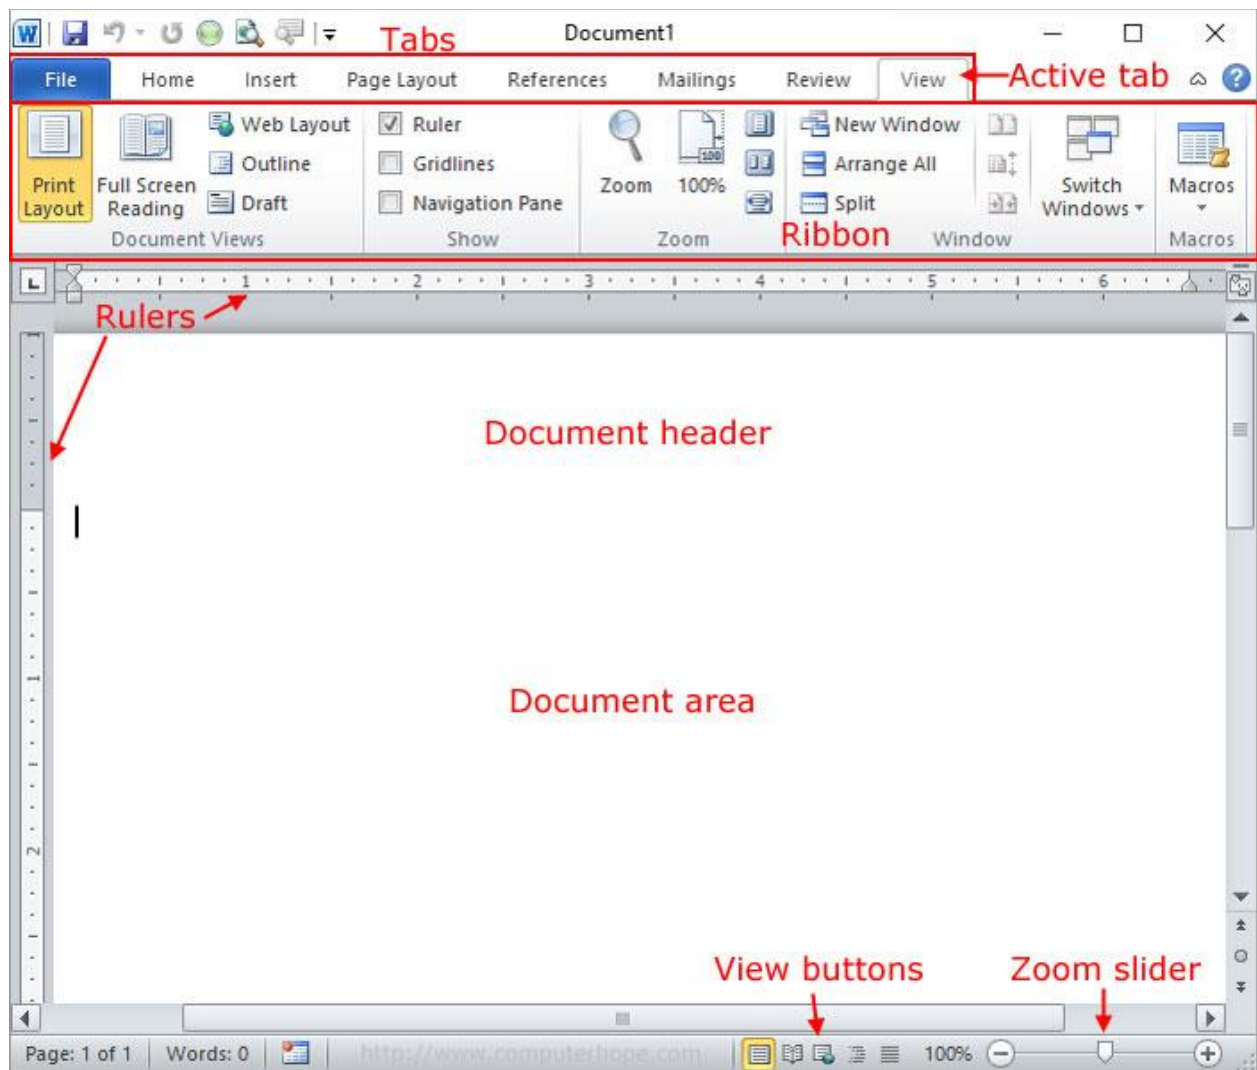 W
Tabs Document1
File Home Insert Page Layout References Mailings Review View Active tab ?
Print Layout
Full Screen Reading
Web Layout
Outline
Draft
Document Views
Ruler
Gridlines
Navigation Pane
Show
Zoom
100
100%
Zoom
New Window
Arrange All
Split
Switch Windows
Ribbon Window
Macros
Macros
L 1 2 3 4 5 6
Rulers
Document header
1
Document area
2
View buttons Zoom slider
Page: 1 of 1 Words: 0 http://www.computerhope.com 100%